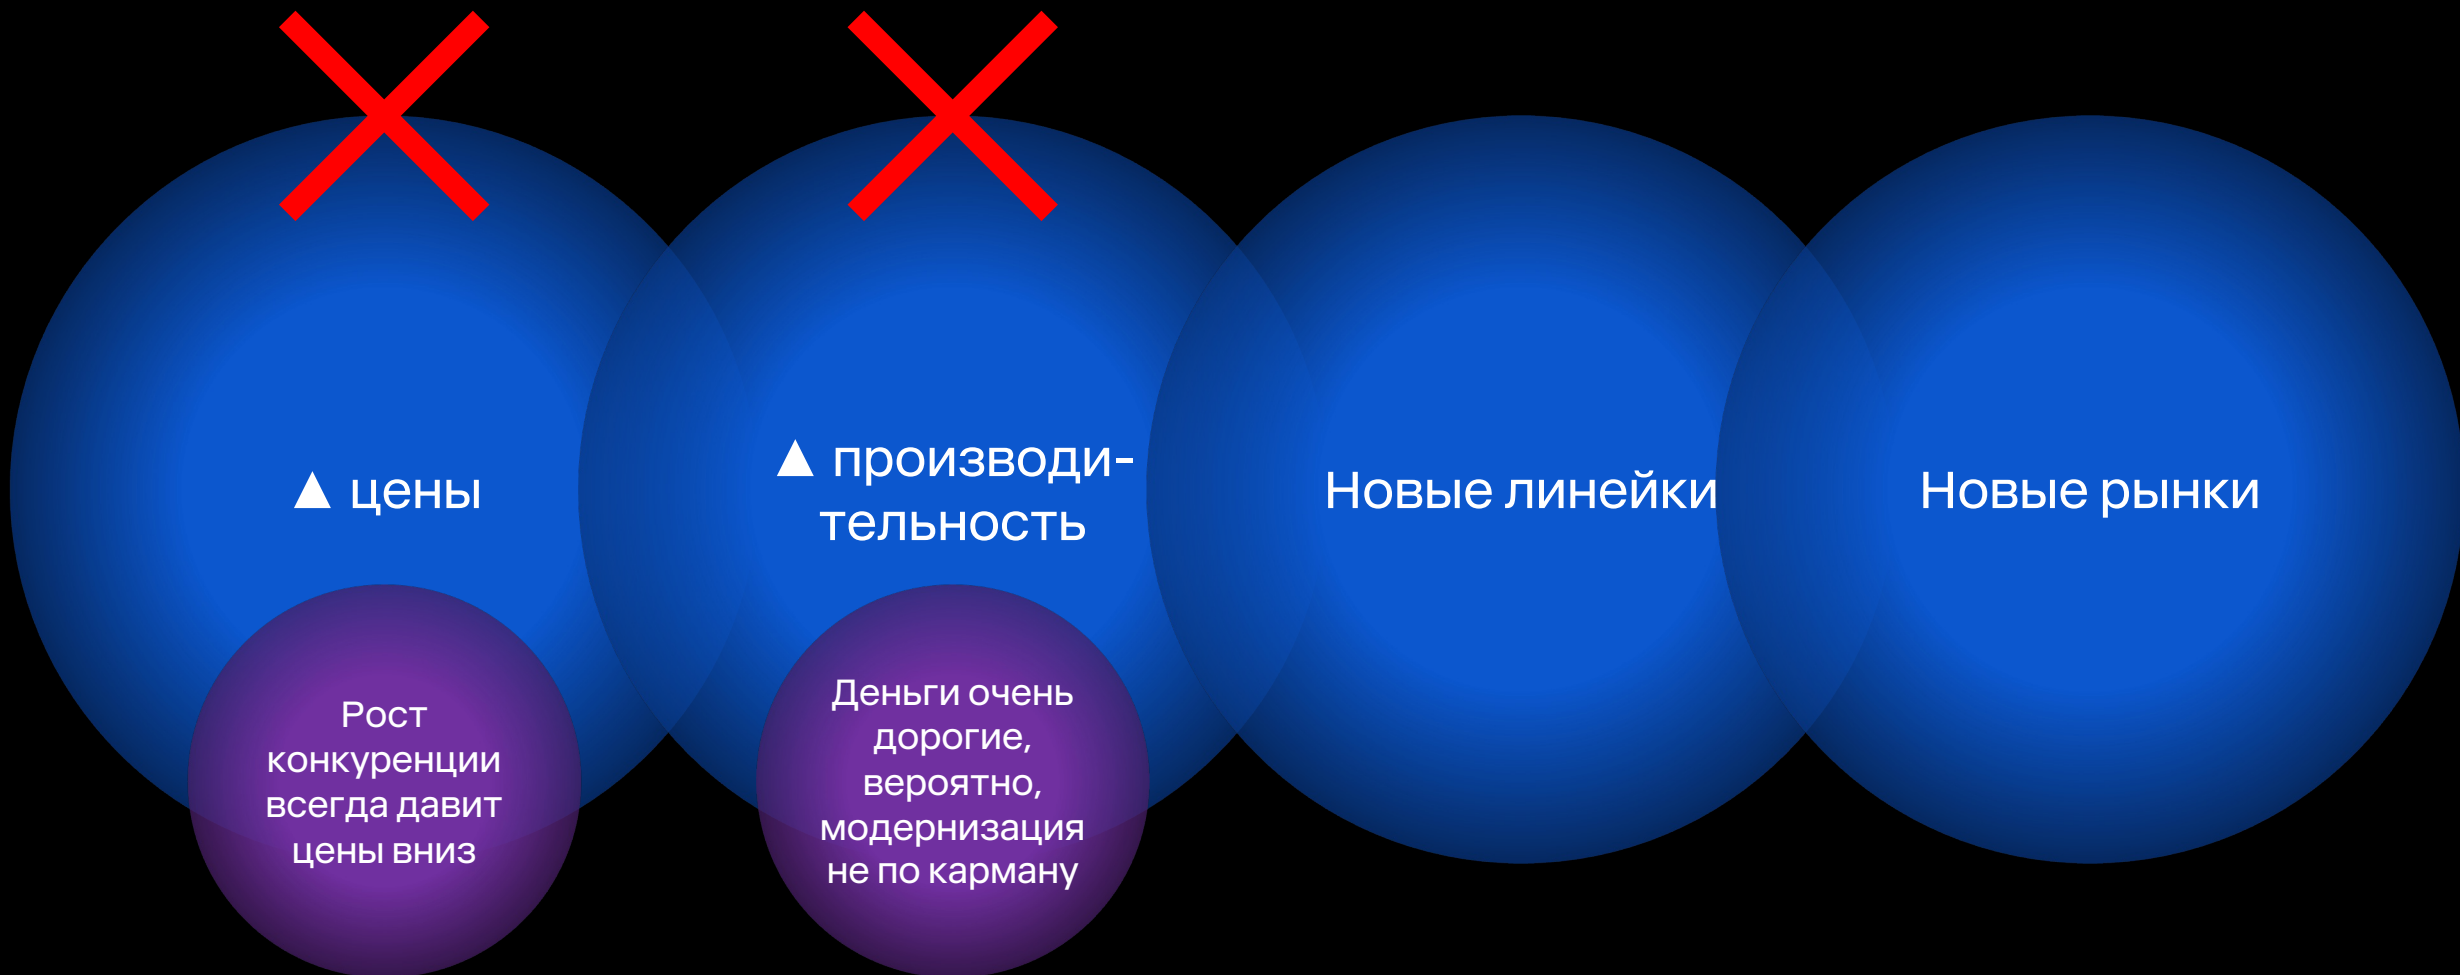 ▲ цены
▲ производи-
тельность
Новые линейки
Новые рынки
Рост
конкуренции
всегда давит
цены вниз
Деньги очень
дорогие,
вероятно,
модернизация
не по карману